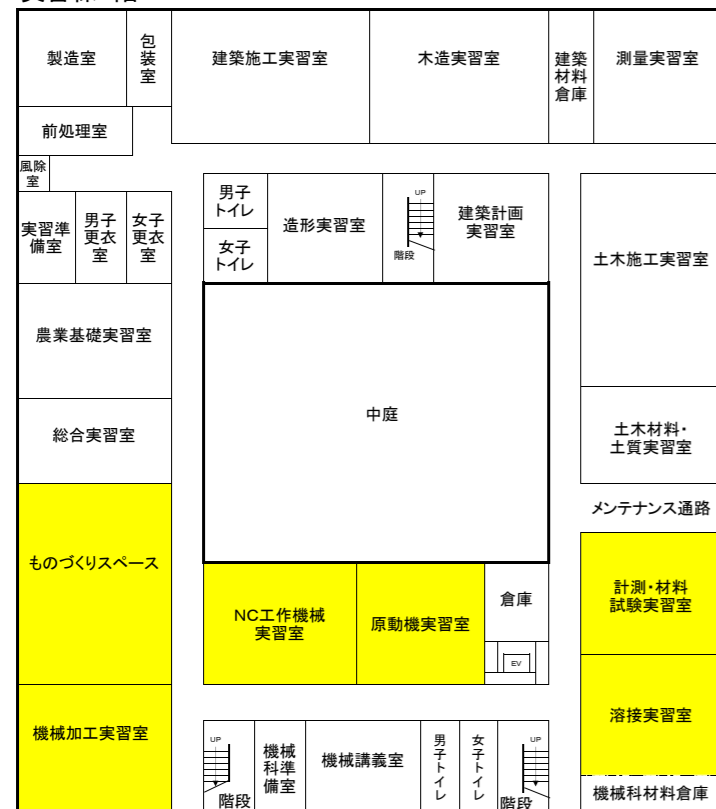 製造室
包装室
建築施工実習室
木造実習室
建築材料倉庫
測量実習室
前処理室
風除
室
実習準
備室
男子
更衣
室
女子
更衣
室
男子
トイレ
女子
トイレ
造形実習室
UP
階段
建築計画
実習室
土木施工実習室
農業基礎実習室
中庭
総合実習室
土木材料・
土質実習室
メンテナンス通路
ものづくりスペース
NC工作機械
実習室
原動機実習室
倉庫
EV
計測・材料
試験実習室
機械加工実習室
溶接実習室
UP
階段
機械
科準
備室
機械講義室
男子トイレ
女子トイレ
UP
階段
機械科材料倉庫